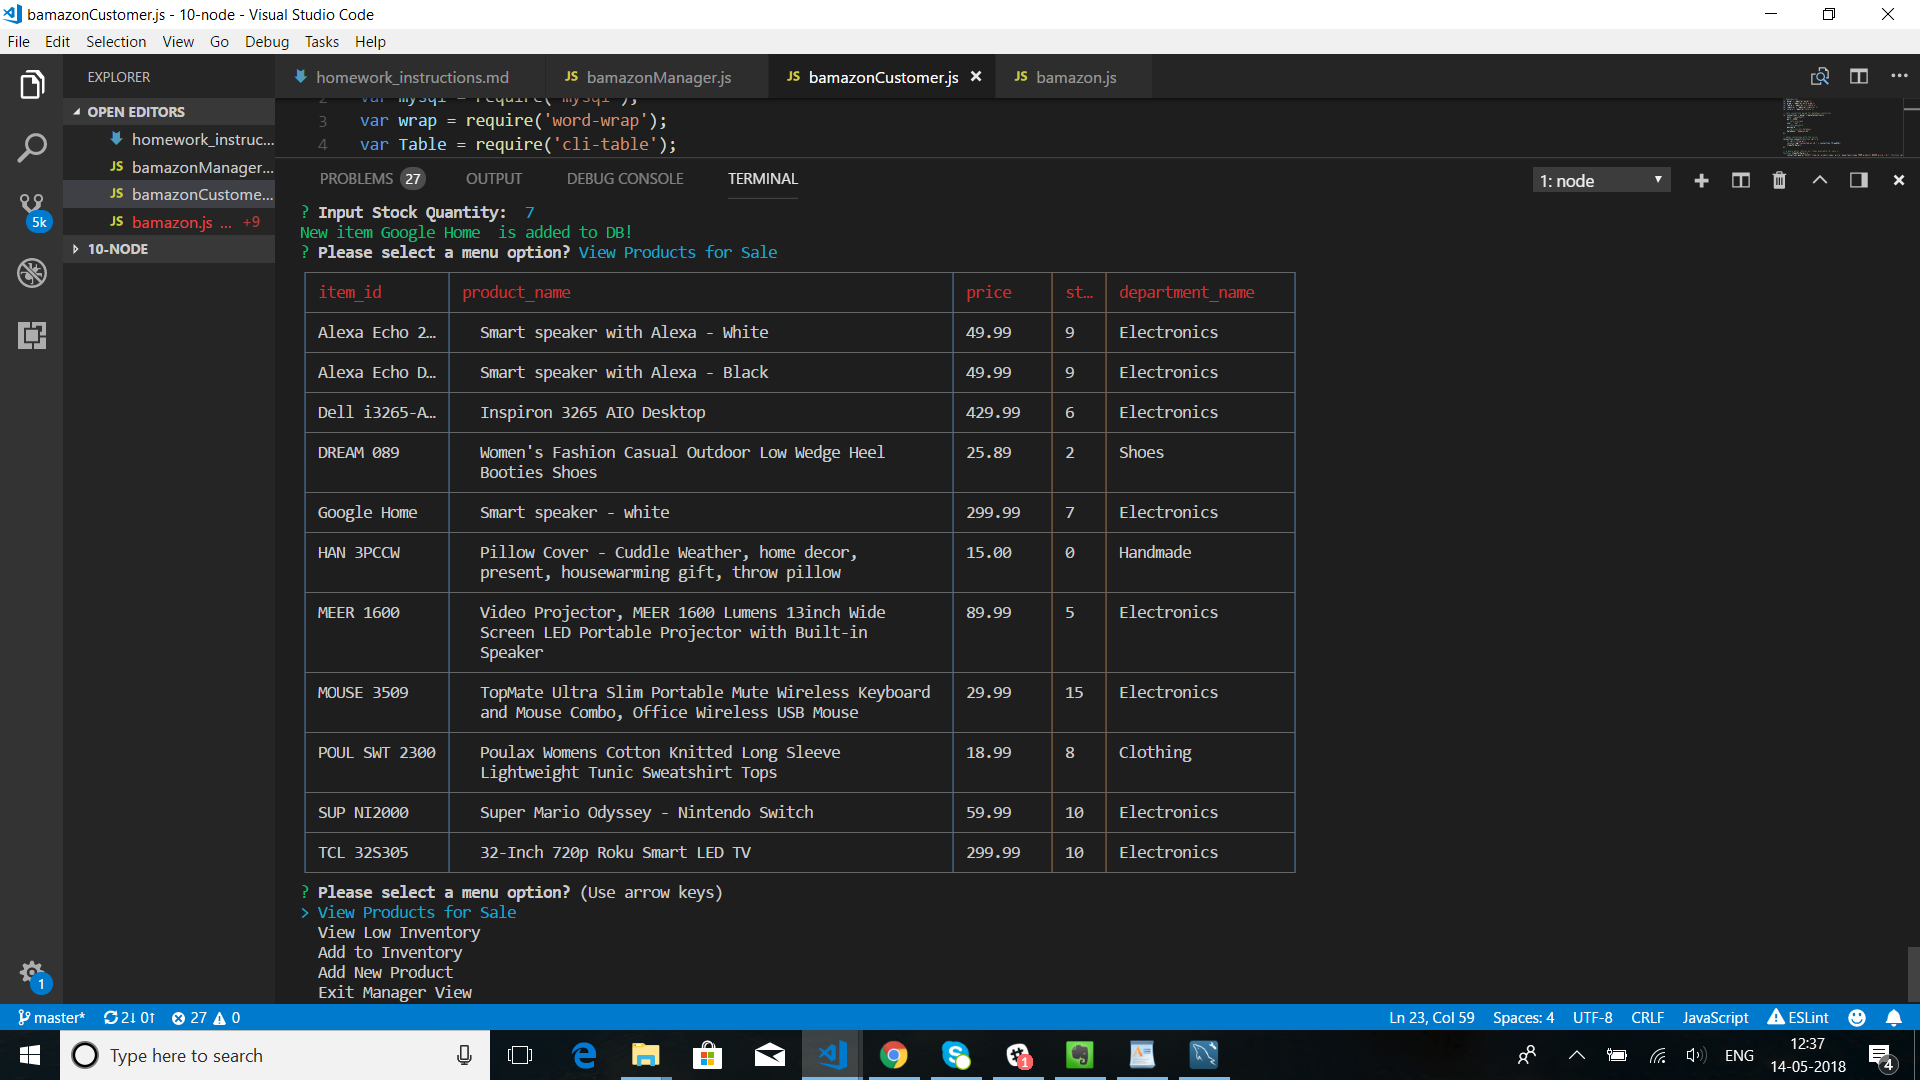 bamazonCustomer.js - 10-node - Visual Studio Code
File Edit Selection View Go Debug Tasks Help
EXPLORER
OPEN EDITORS
homework_instruc...
JS bamazonManager...
JS bamazonCustome...
JS bamazon.js ... +9
10-NODE
5k
1
homework_instructions.md JS bamazonManager.js JS bamazonCustomer.js JS bamazon.js
2 var mysql = require('mysql');
3 var wrap = require('word-wrap');
4 var Table = require('cli-table');
PROBLEMS 27 OUTPUT DEBUG CONSOLE TERMINAL 1: node
? Input Stock Quantity: 7
New item Google Home is added to DB!
? Please select a menu option? View Products for Sale
item_id product_name price st… department_name
Alexa Echo 2… Smart speaker with Alexa - White 49.99 9 Electronics
Alexa Echo D… Smart speaker with Alexa - Black 49.99 9 Electronics
Dell i3265-A… Inspiron 3265 AIO Desktop 429.99 6 Electronics
DREAM 089 Women's Fashion Casual Outdoor Low Wedge Heel 25.89 2 Shoes
Booties Shoes
Google Home Smart speaker - white 299.99 7 Electronics
HAN 3PCCW Pillow Cover - Cuddle Weather, home decor, 15.00 0 Handmade
present, housewarming gift, throw pillow
MEER 1600 Video Projector, MEER 1600 Lumens 13inch Wide 89.99 5 Electronics
Screen LED Portable Projector with Built-in
Speaker
MOUSE 3509 TopMate Ultra Slim Portable Mute Wireless Keyboard 29.99 15 Electronics
and Mouse Combo, Office Wireless USB Mouse
POUL SWT 2300 Poulax Womens Cotton Knitted Long Sleeve 18.99 8 Clothing
Lightweight Tunic Sweatshirt Tops
SUP NI2000 Super Mario Odyssey - Nintendo Switch 59.99 10 Electronics
TCL 32S305 32-Inch 720p Roku Smart LED TV 299.99 10 Electronics
? Please select a menu option? (Use arrow keys)
> View Products for Sale
View Low Inventory
Add to Inventory
Add New Product
Exit Manager View
master* 2↓ 0↑ 27 0 Ln 23, Col 59 Spaces: 4 UTF-8 CRLF JavaScript ESLint
Type here to search
1
ENG
12:37
14-05-2018
4